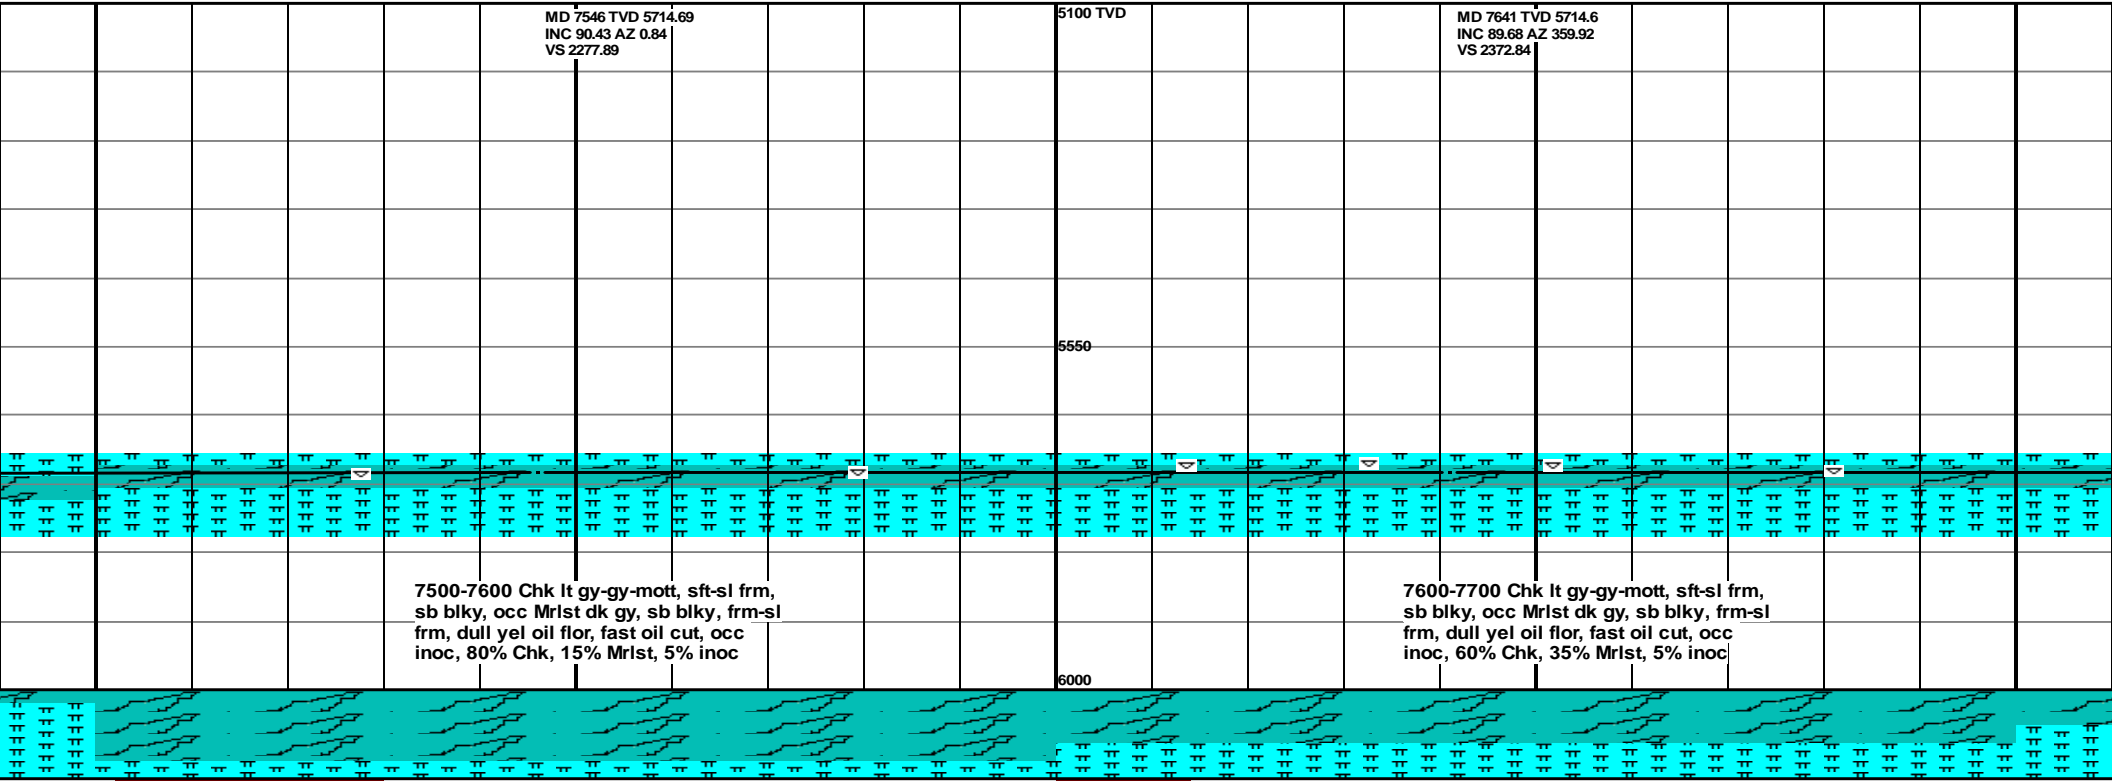 MD 7546 TVD 5714.69
INC 90.43 AZ 0.84
VS 2277.89
5100 TVD
MD 7641 TVD 5714.6
INC 89.68 AZ 359.92
VS 2372.84
5550
7500-7600 Chk lt gy-gy-mott, sft-sl frm,
sb blky, occ Mrlst dk gy, sb blky, frm-sl
frm, dull yel oil flor, fast oil cut, occ
inoc, 80% Chk, 15% Mrlst, 5% inoc
7600-7700 Chk lt gy-gy-mott, sft-sl frm,
sb blky, occ Mrlst dk gy, sb blky, frm-sl
frm, dull yel oil flor, fast oil cut, occ
inoc, 60% Chk, 35% Mrlst, 5% inoc
6000